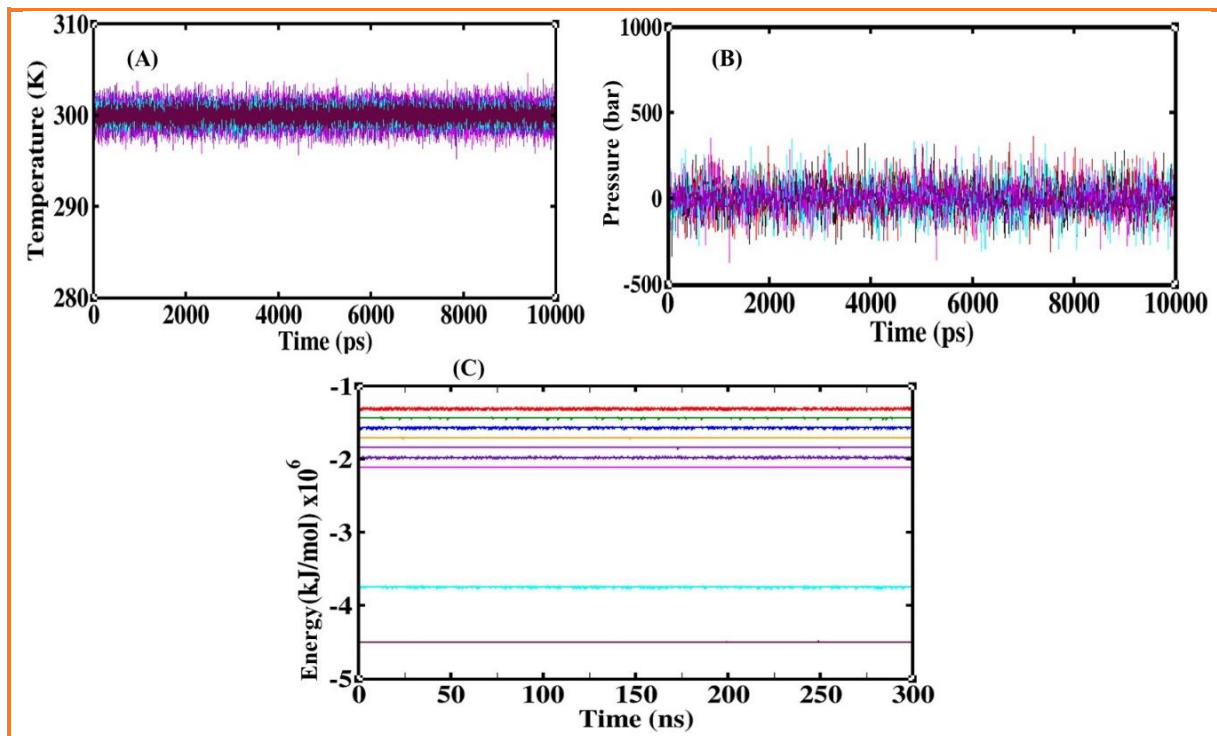 (A)
Temperature (K)
310
300
290
280
0 2000 4000 6000 8000 10000
Time (ps)
(B)
Pressure (bar)
1000
500
0
-500
0 2000 4000 6000 8000 10000
Time (ps)
(C)
Energy(kJ/mol) x10^6
-1
-2
-3
-4
-5
0 50 100 150 200 250 300
Time (ns)